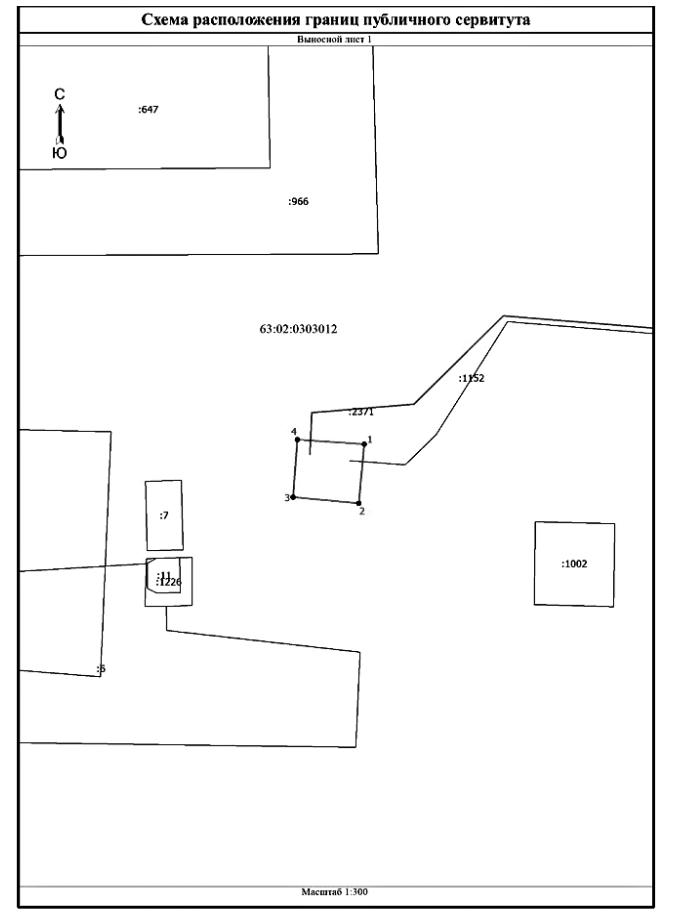 Схема расположения границ публичного сервитута
Выносной лист 1
С
:647
Ю
:966
63:02:0303012
:1152
:2371
4
1
3
2
:7
:1002
:11
:1226
:5
Масштаб 1:300